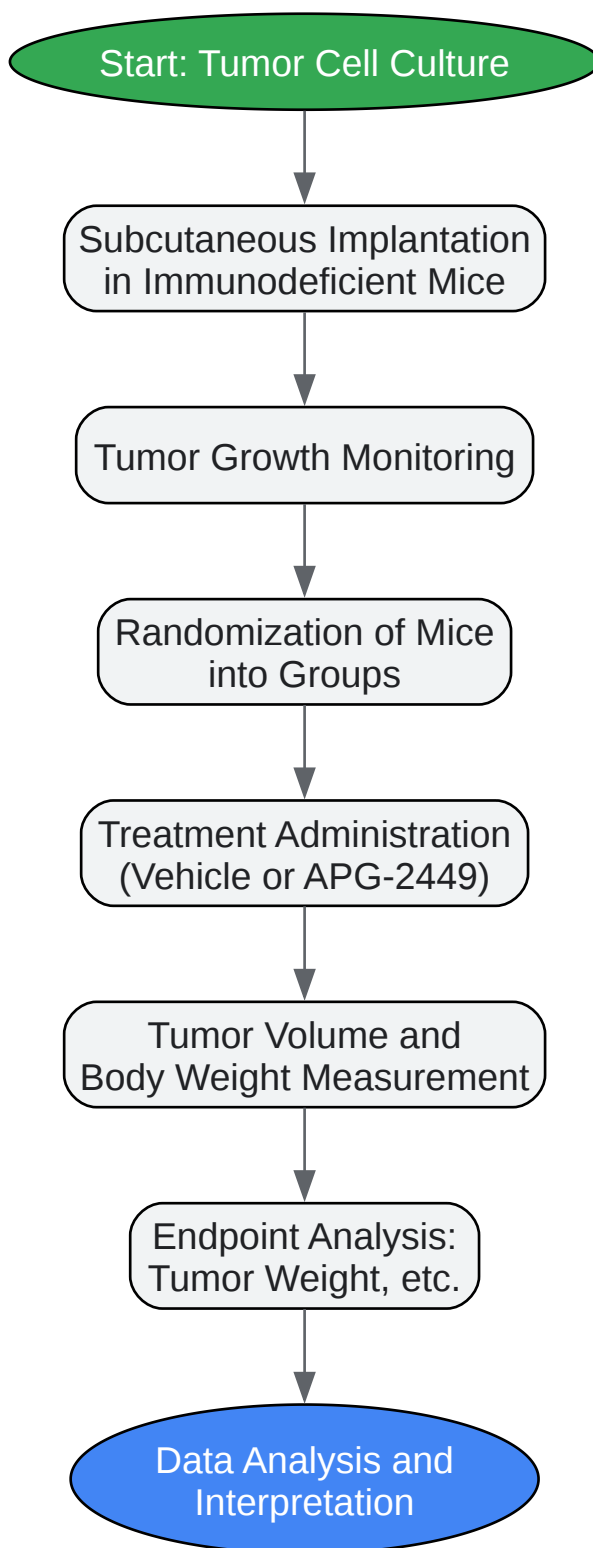 Start: Tumor Cell Culture
Subcutaneous Implantation
in Immunodeficient Mice
Tumor Growth Monitoring
Randomization of Mice
into Groups
Treatment Administration
(Vehicle or APG-2449)
Tumor Volume and
Body Weight Measurement
Endpoint Analysis:
Tumor Weight, etc.
Data Analysis and
Interpretation